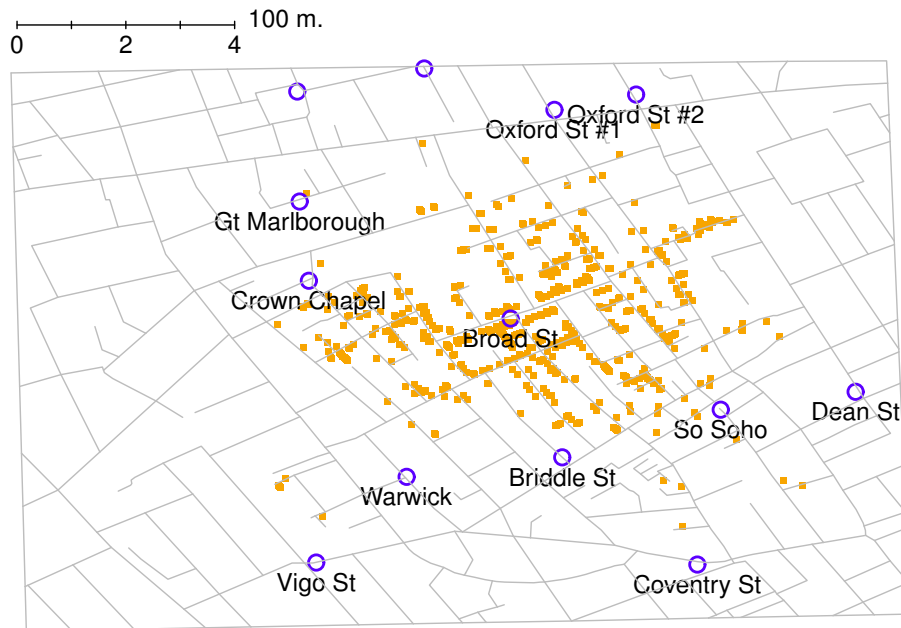 100 m.
0 2 4
Oxford St #2
Oxford St #1
Gt Marlborough
Crown Chapel
Broad St
Dean St
So Soho
Briddle St
Warwick
Vigo St
Coventry St